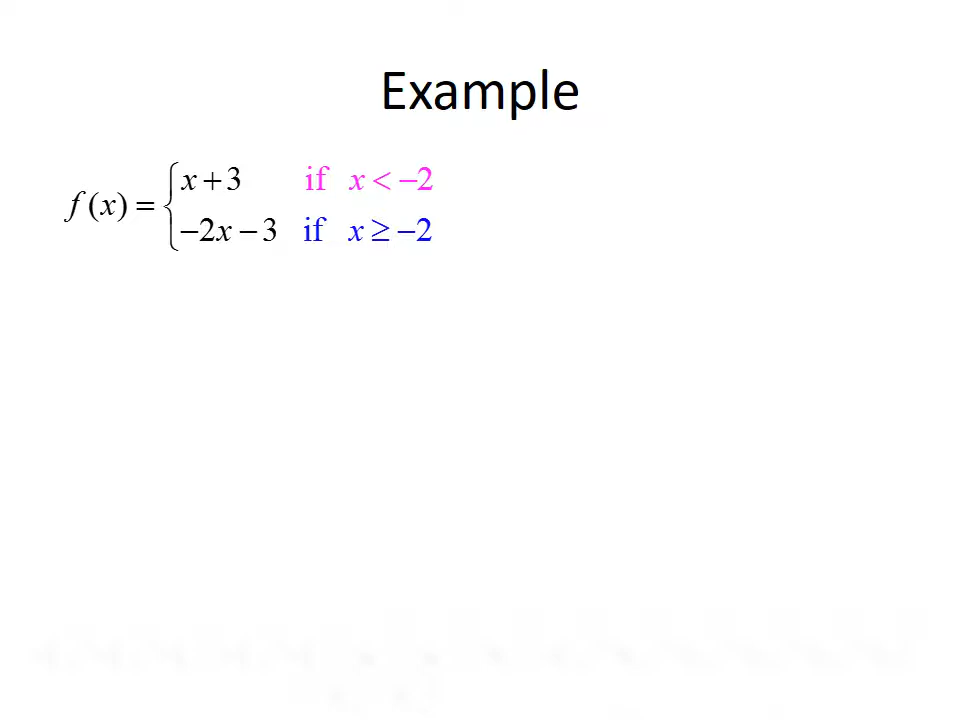 Example
f(x) = { x + 3 if x < −2
−2x − 3 if x ≥ −2